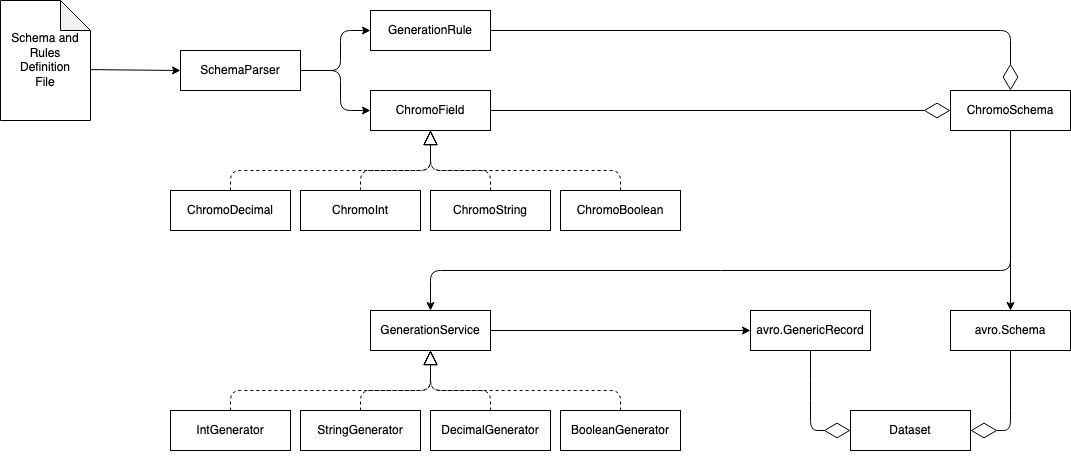 Schema and
Rules
Definition
File
SchemaParser
GenerationRule
ChromoField
ChromoSchema
ChromoDecimal
ChromoInt
ChromoString
ChromoBoolean
GenerationService
avro.GenericRecord
avro.Schema
IntGenerator
StringGenerator
DecimalGenerator
BooleanGenerator
Dataset